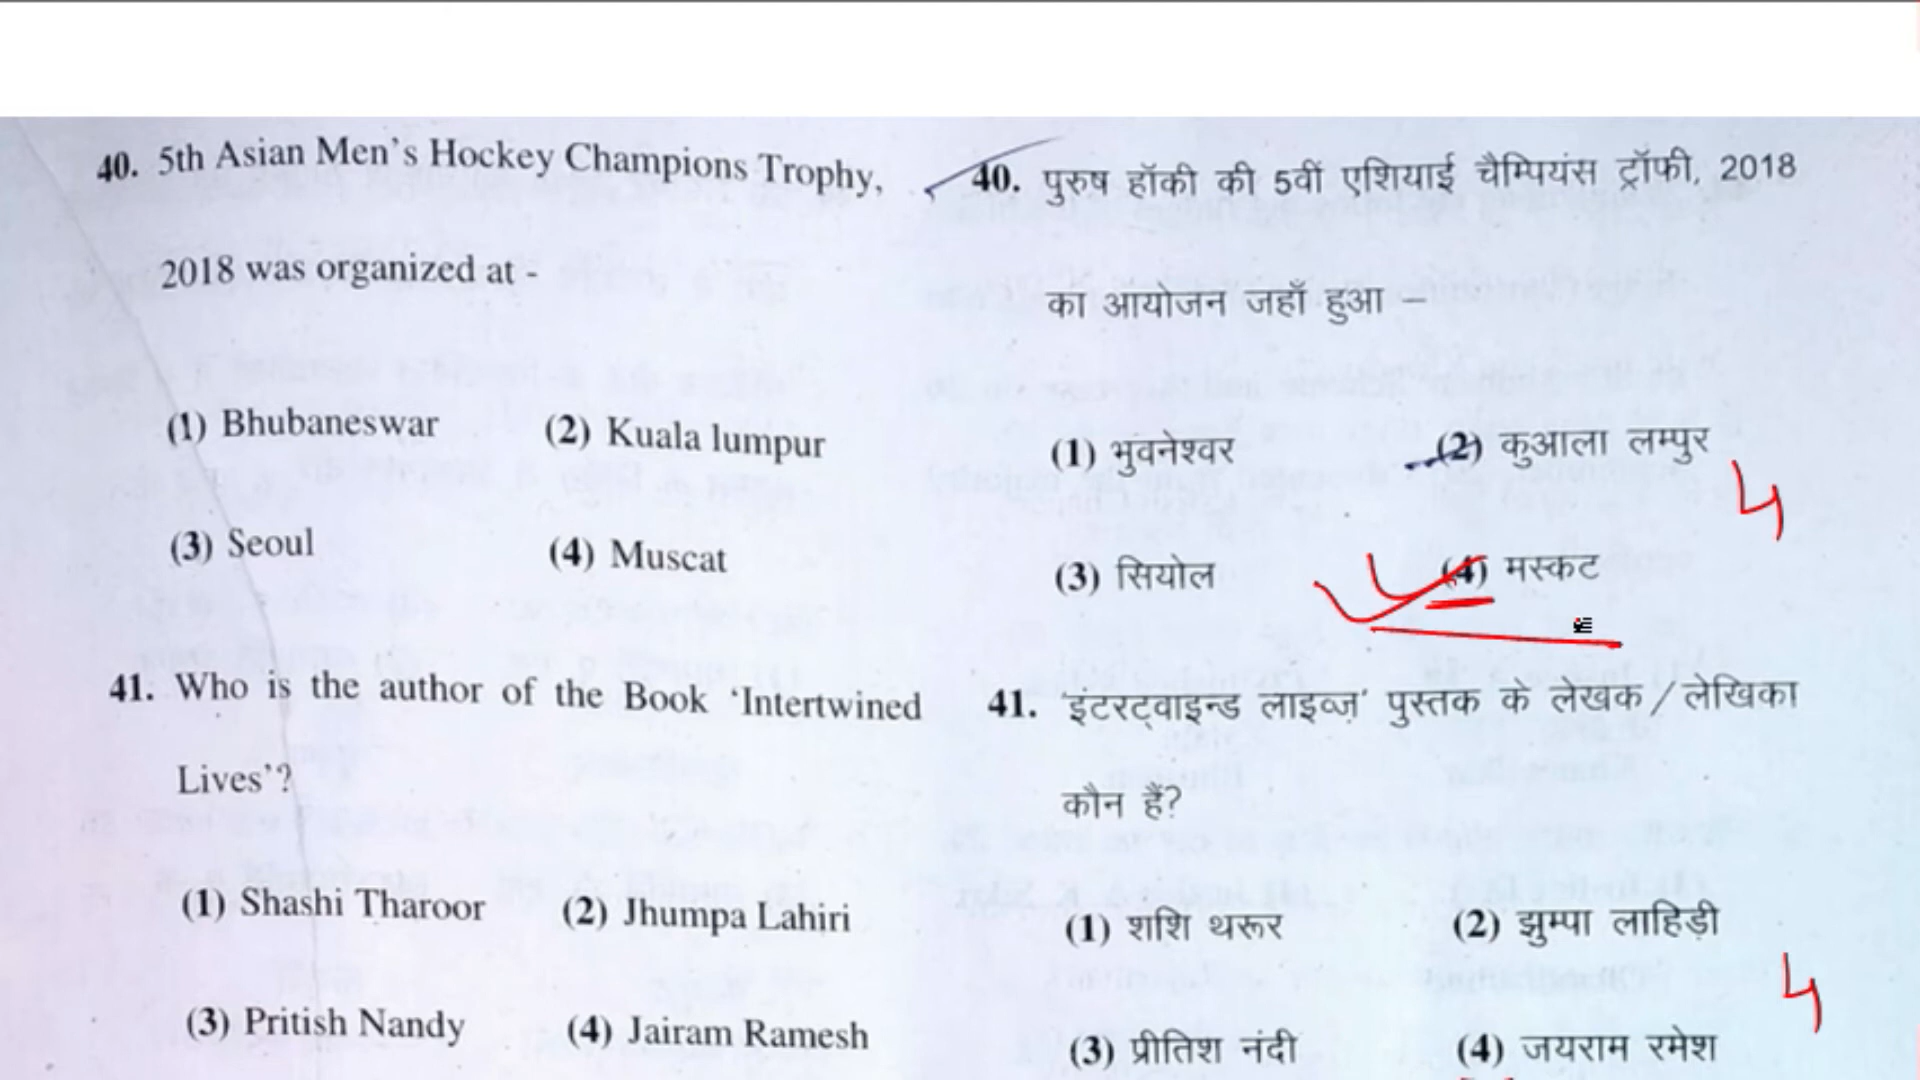 40. 5th Asian Men's Hockey Champions Trophy,
2018 was organized at -
(1) Bhubaneswar (2) Kuala lumpur
(3) Seoul (4) Muscat
41. Who is the author of the Book 'Intertwined
Lives'?
(1) Shashi Tharoor (2) Jhumpa Lahiri
(3) Pritish Nandy (4) Jairam Ramesh
40. पुरुष हॉकी की 5वीं एशियाई चैम्पियंस ट्रॉफी, 2018
का आयोजन जहाँ हुआ –
(1) भुवनेश्वर (2) कुआला लम्पुर
4
(3) सियोल (4) मस्कट
41. 'इंटरट्वाइन्ड लाइव्ज़' पुस्तक के लेखक / लेखिका
कौन हैं?
(1) शशि थरूर (2) झुम्पा लाहिड़ी
4
(3) प्रीतिश नंदी (4) जयराम रमेश